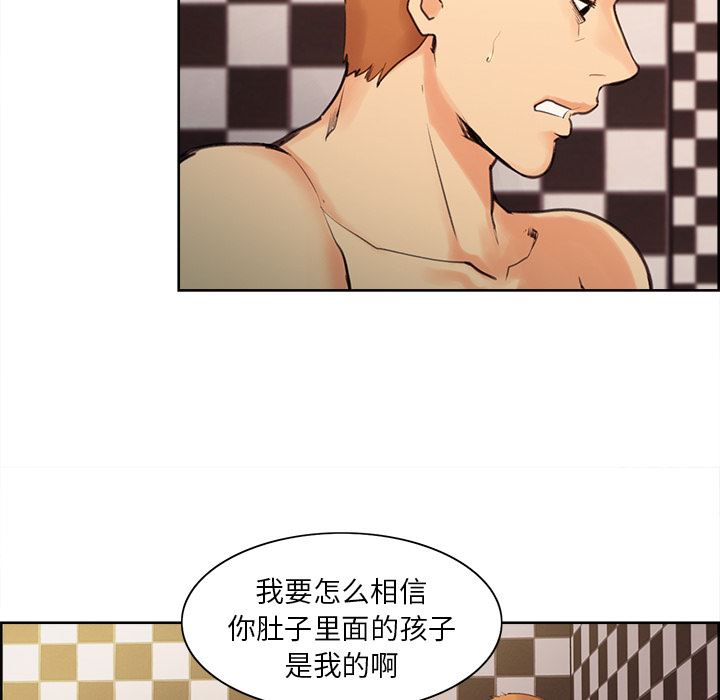 我要怎么相信
你肚子里面的孩子
是我的啊